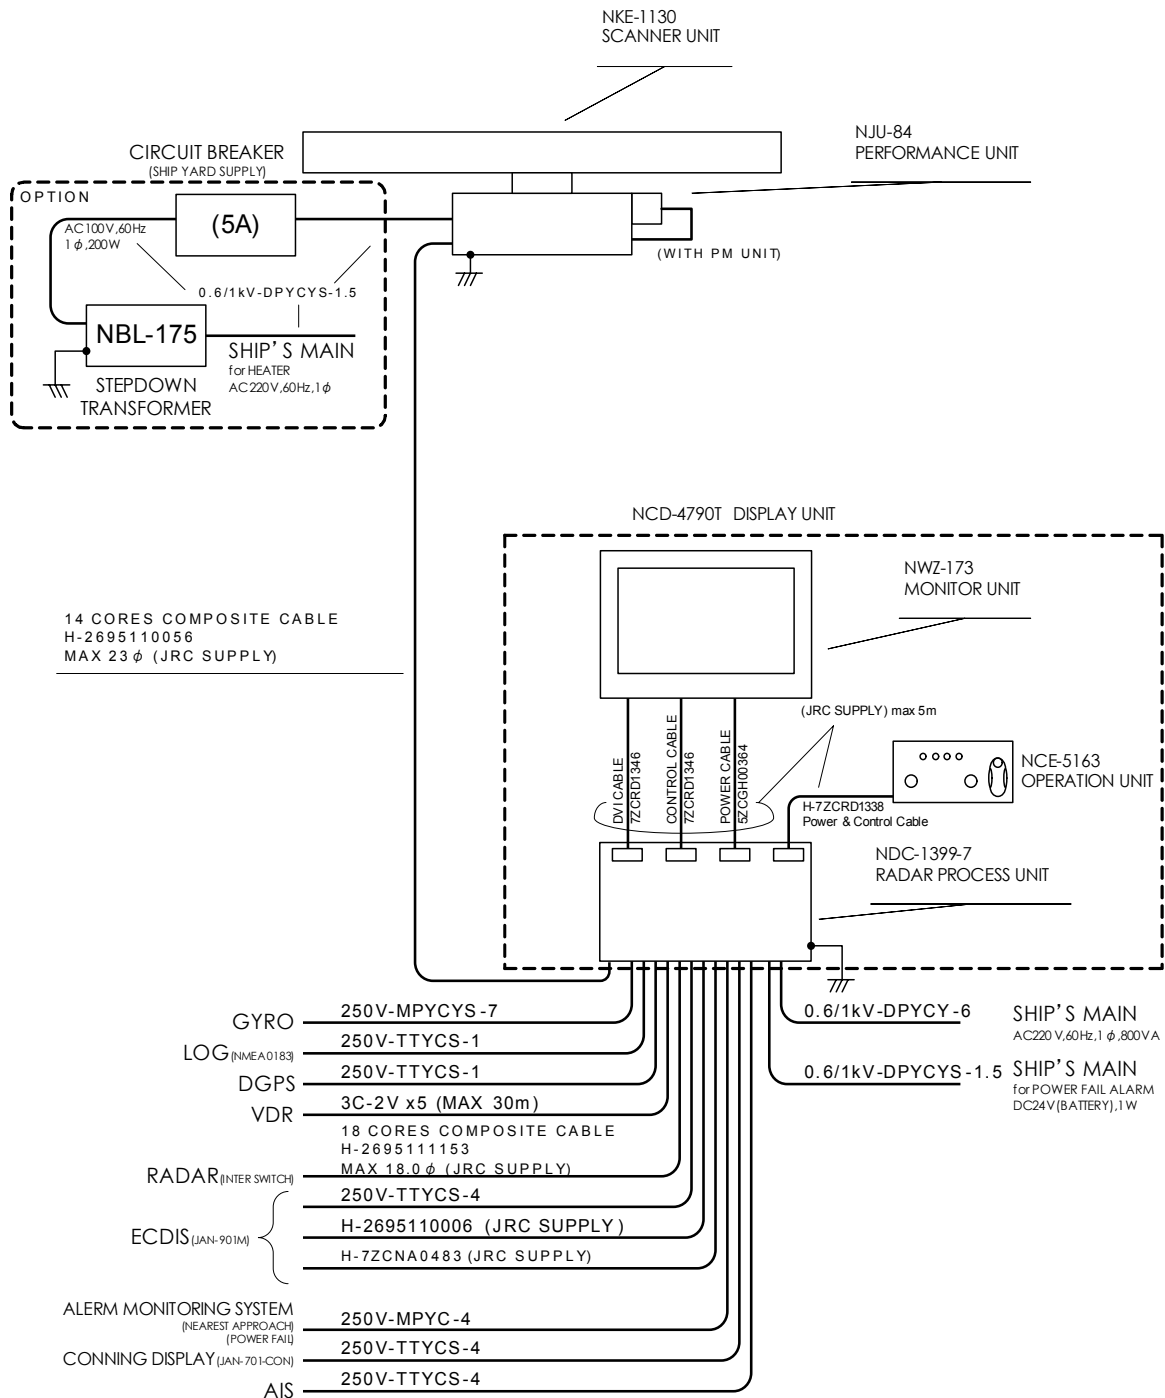 NKE-1130
SCANNER UNIT
NJU-84
PERFORMANCE UNIT
CIRCUIT BREAKER
(SHIP YARD SUPPLY)
OPTION
AC100V,60Hz
1φ,200W
(5A)
(WITH PM UNIT)
0.6/1kV-DPYCYS-1.5
NBL-175
SHIP'S MAIN
for HEATER
AC220V,60Hz,1φ
STEPDOWN
TRANSFORMER
NCD-4790T DISPLAY UNIT
NWZ-173
MONITOR UNIT
14 CORES COMPOSITE CABLE
H-2695110056
MAX 23φ (JRC SUPPLY)
(JRC SUPPLY) max 5m
DVI CABLE
7ZCRD1346
CONTROL CABLE
7ZCRD1346
POWER CABLE
5ZCGH00364
NCE-5163
OPERATION UNIT
H-7ZCRD1338
Power & Control Cable
NDC-1399-7
RADAR PROCESS UNIT
GYRO 250V-MPYCYS-7
LOG(NMEA0183) 250V-TTYCS-1
DGPS 250V-TTYCS-1
VDR 3C-2V x5 (MAX 30m)
0.6/1kV-DPYCY-6 SHIP'S MAIN
AC220V,60Hz,1φ,800VA
0.6/1kV-DPYCYS-1.5 SHIP'S MAIN
for POWER FAIL ALARM
DC24V(BATTERY),1W
18 CORES COMPOSITE CABLE
H-2695111153
RADAR(INTER SWITCH) MAX 18.0φ (JRC SUPPLY)
250V-TTYCS-4
ECDIS(JAN-901M) H-2695110006 (JRC SUPPLY)
H-7ZCNA0483 (JRC SUPPLY)
ALERM MONITORING SYSTEM
(NEAREST APPROACH)
(POWER FAIL)
250V-MPYC-4
CONNING DISPLAY(JAN-701-CON) 250V-TTYCS-4
AIS 250V-TTYCS-4